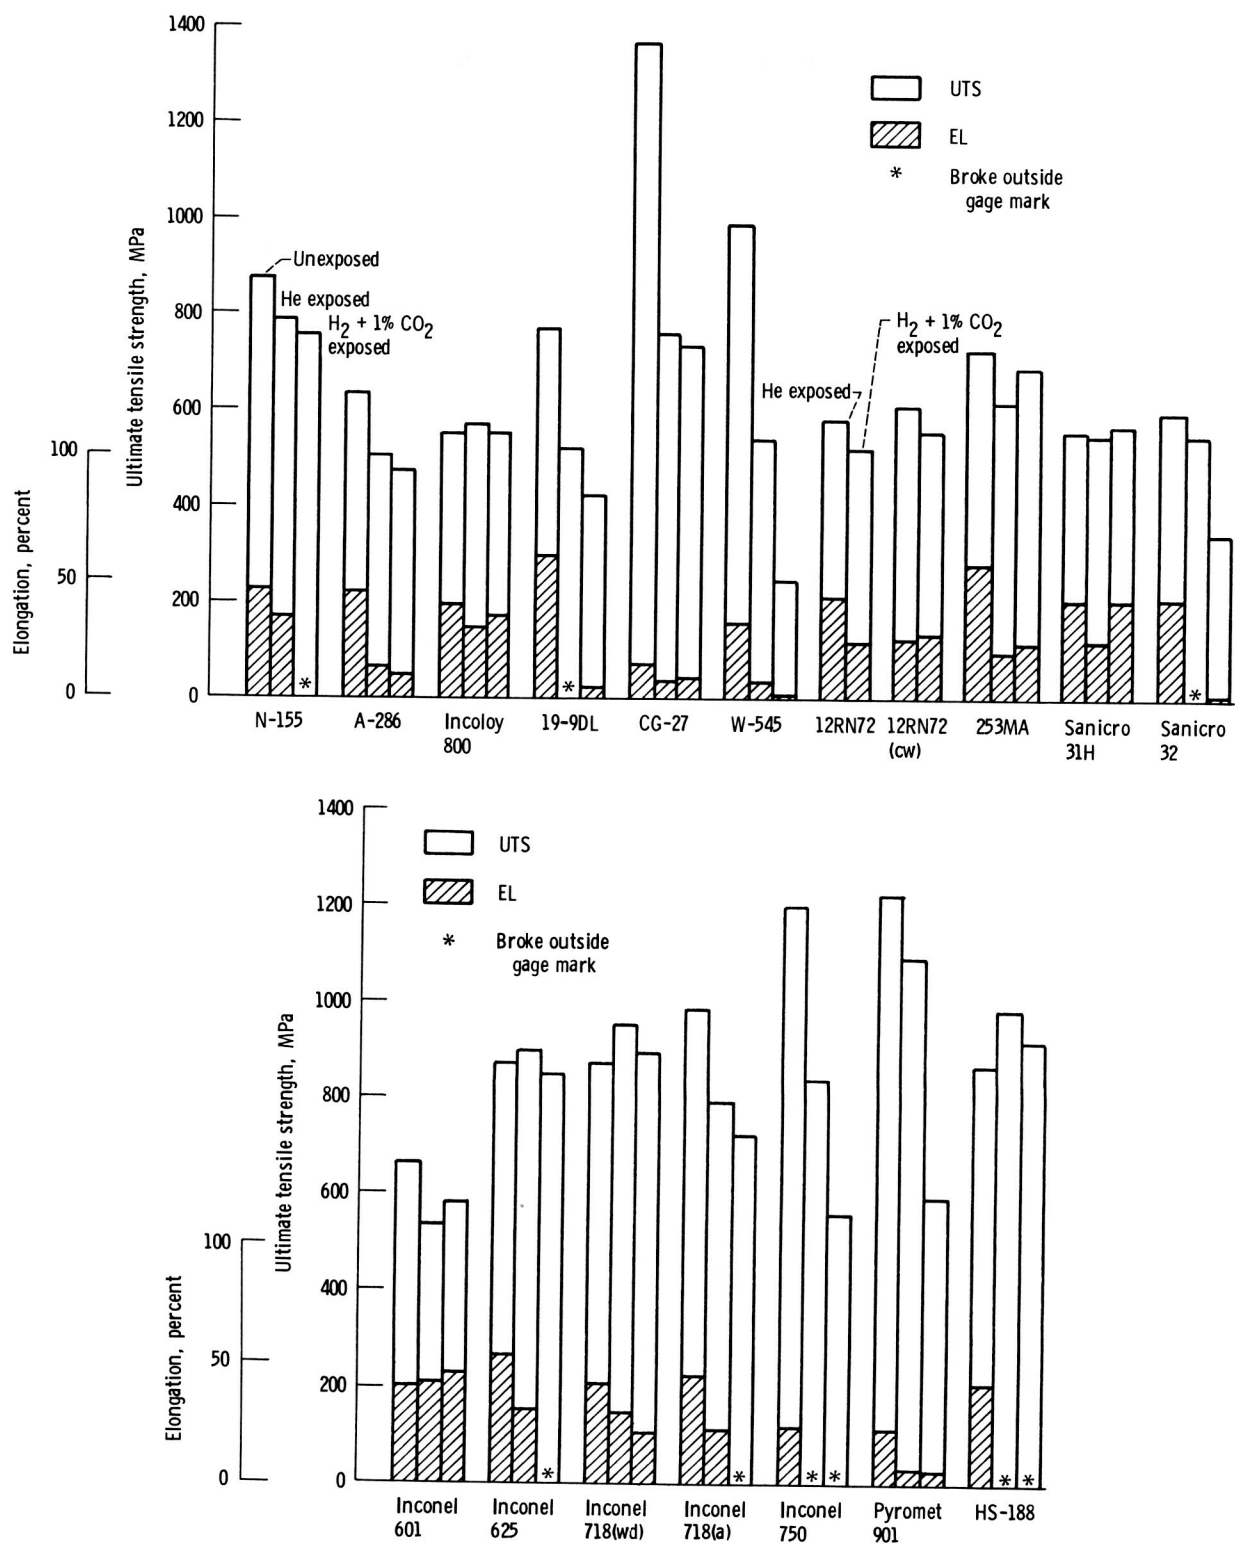 1400
1200
1000
800
600
400
200
0
Ultimate tensile strength, MPa
100
50
0
Elongation, percent
UTS
EL
* Broke outside
gage mark
Unexposed
He exposed
H2 + 1% CO2
exposed
He exposed
H2 + 1% CO2
exposed
*
*
*
N-155
A-286
Incoloy
800
19-9DL
CG-27
W-545
12RN72
12RN72
(cw)
253MA
Sanicro
31H
Sanicro
32
1400
1200
1000
800
600
400
200
0
Ultimate tensile strength, MPa
100
50
0
Elongation, percent
UTS
EL
* Broke outside
gage mark
*
*
* *
* *
Inconel
601
Inconel
625
Inconel
718(wd)
Inconel
718(a)
Inconel
750
Pyromet
901
HS-188